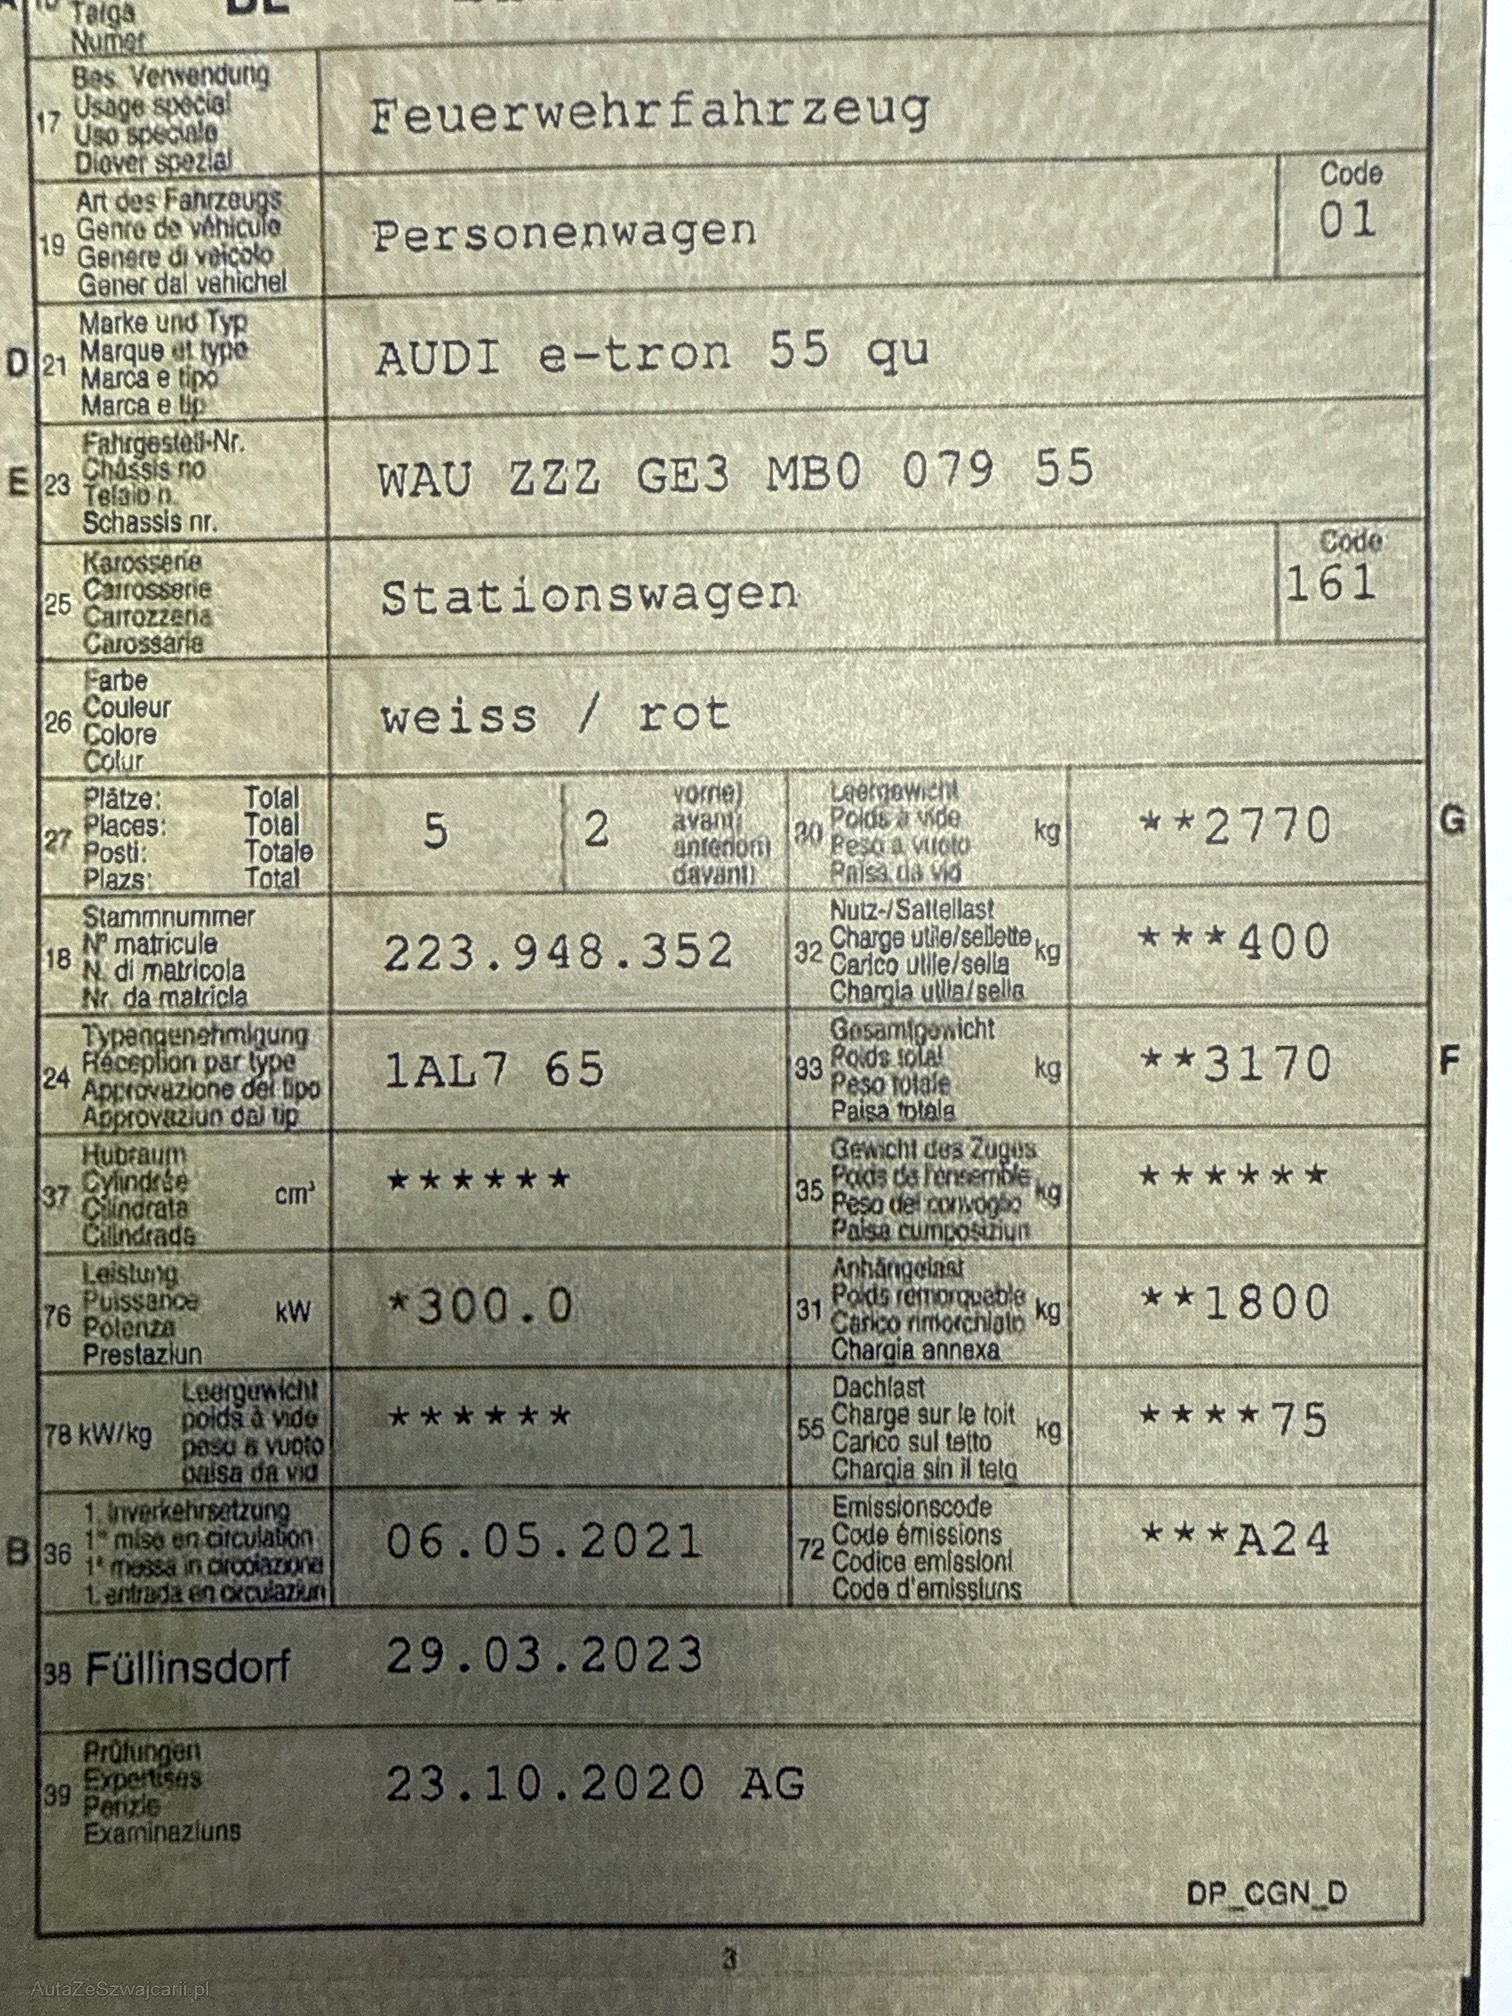 Targa
Numer
17 Bes. Verwendung
Usage spécial
Uso speciale
Diever spezial
Feuerwehrfahrzeug
19 Art des Fahrzeugs
Genre de véhicule
Genere di veicolo
Gener dal vehichel
Personenwagen
Code
01
D 21 Marke und Typ
Marque et type
Marca e tipo
Marca e tip
AUDI e-tron 55 qu
E 23 Fahrgestell-Nr.
Châssis no
Telaio n.
Schassis nr.
WAU ZZZ GE3 MB0 079 55
25 Karosserie
Carrosserie
Carrozzeria
Carossaria
Stationswagen
Code
161
26 Farbe
Couleur
Colore
Colur
weiss / rot
27 Plätze: Total
Places: Total
Posti: Totale
Plazs: Total
5 2
vorne)
avant)
anteriori)
davant)
30 Leergewicht
Poids à vide
Peso a vuoto
Paisa da vid
kg **2770 G
18 Stammnummer
N° matricule
N. di matricola
Nr. da matricla
223.948.352
32 Nutz-/Sattellast
Charge utile/sellette
Carico utile/sella
Chargia utila/sella
kg ***400
24 Typengenehmigung
Réception par type
Approvazione del tipo
Approvaziun dal tip
1AL7 65
33 Gesamtgewicht
Poids total
Peso totale
Paisa totala
kg **3170 F
37 Hubraum
Cylindrée
Cilindrata
Cilindrada
cm³ ******
35 Gewicht des Zuges
Poids de l'ensemble
Peso del convoglio
Paisa cumposiziun
kg ******
76 Leistung
Puissance
Potenza
Prestaziun
kW *300.0
31 Anhängelast
Poids remorquable
Carico rimorchiato
Chargia annexa
kg **1800
78 kW/kg
Leergewicht
poids à vide
peso a vuoto
paisa da vid
******
55 Dachlast
Charge sur le toit
Carico sul tetto
Chargia sin il tetg
kg ****75
B 36 1. Inverkehrsetzung
1re mise en circulation
1a messa in circolazione
1. entrada en circulaziun
06.05.2021
72 Emissionscode
Code émissions
Codice emissioni
Code d'emissiuns
***A24
38 Füllinsdorf 29.03.2023
39 Prüfungen
Expertises
Perizie
Examinaziuns
23.10.2020 AG
DP_CGN_D
3
AutaZeSzwajcarii.pl